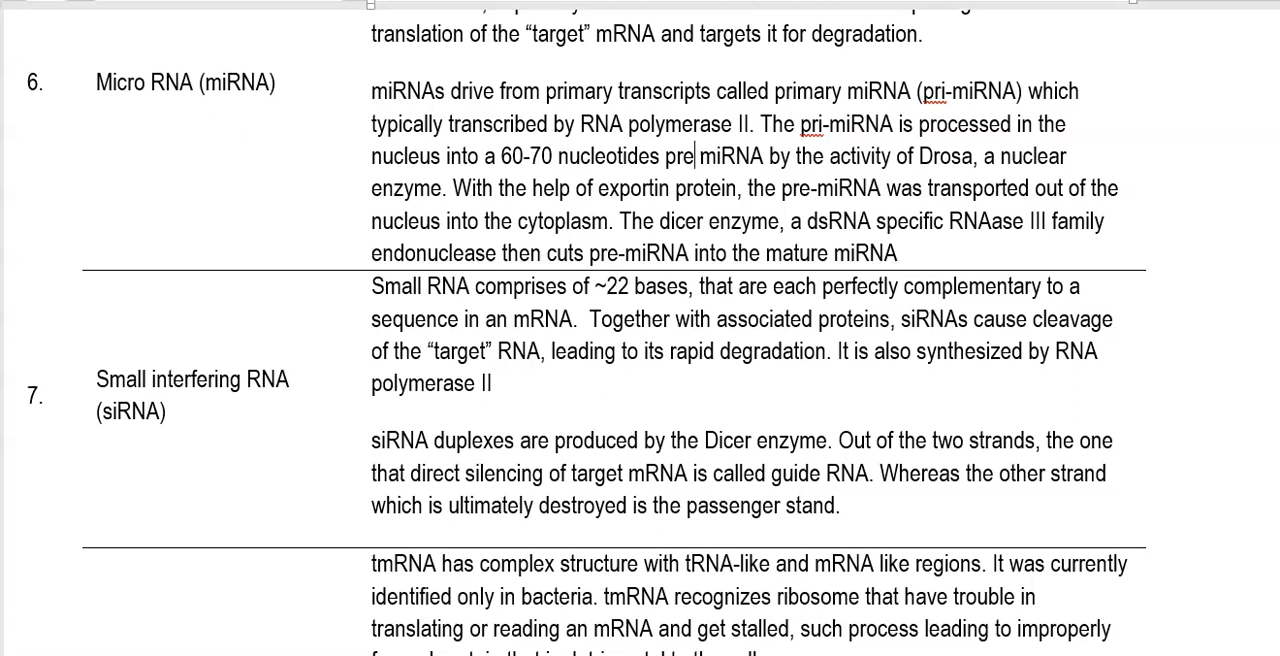 translation of the “target” mRNA and targets it for degradation.
6.
Micro RNA (miRNA)
miRNAs drive from primary transcripts called primary miRNA (pri-miRNA) which
typically transcribed by RNA polymerase II. The pri-miRNA is processed in the
nucleus into a 60-70 nucleotides pre miRNA by the activity of Drosa, a nuclear
enzyme. With the help of exportin protein, the pre-miRNA was transported out of the
nucleus into the cytoplasm. The dicer enzyme, a dsRNA specific RNAase III family
endonuclease then cuts pre-miRNA into the mature miRNA
7.
Small interfering RNA
(siRNA)
Small RNA comprises of ~22 bases, that are each perfectly complementary to a
sequence in an mRNA.  Together with associated proteins, siRNAs cause cleavage
of the “target” RNA, leading to its rapid degradation. It is also synthesized by RNA
polymerase II
siRNA duplexes are produced by the Dicer enzyme. Out of the two strands, the one
that direct silencing of target mRNA is called guide RNA. Whereas the other strand
which is ultimately destroyed is the passenger stand.
tmRNA has complex structure with tRNA-like and mRNA like regions. It was currently
identified only in bacteria. tmRNA recognizes ribosome that have trouble in
translating or reading an mRNA and get stalled, such process leading to improperly